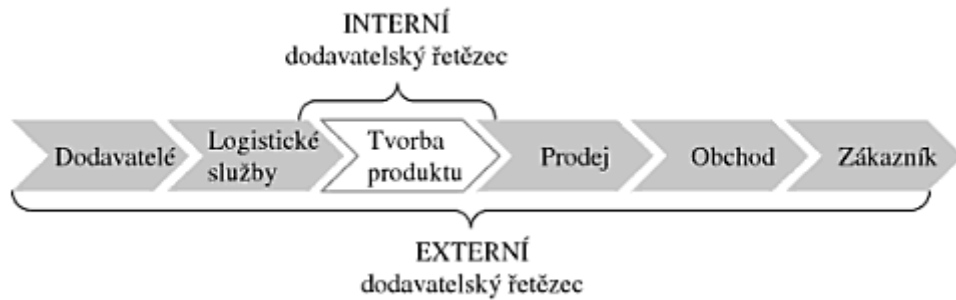 INTERNÍ
dodavatelský řetězec
Dodavatelé
Logistické
služby
Tvorba
produktu
Prodej
Obchod
Zákazník
EXTERNÍ
dodavatelský řetězec